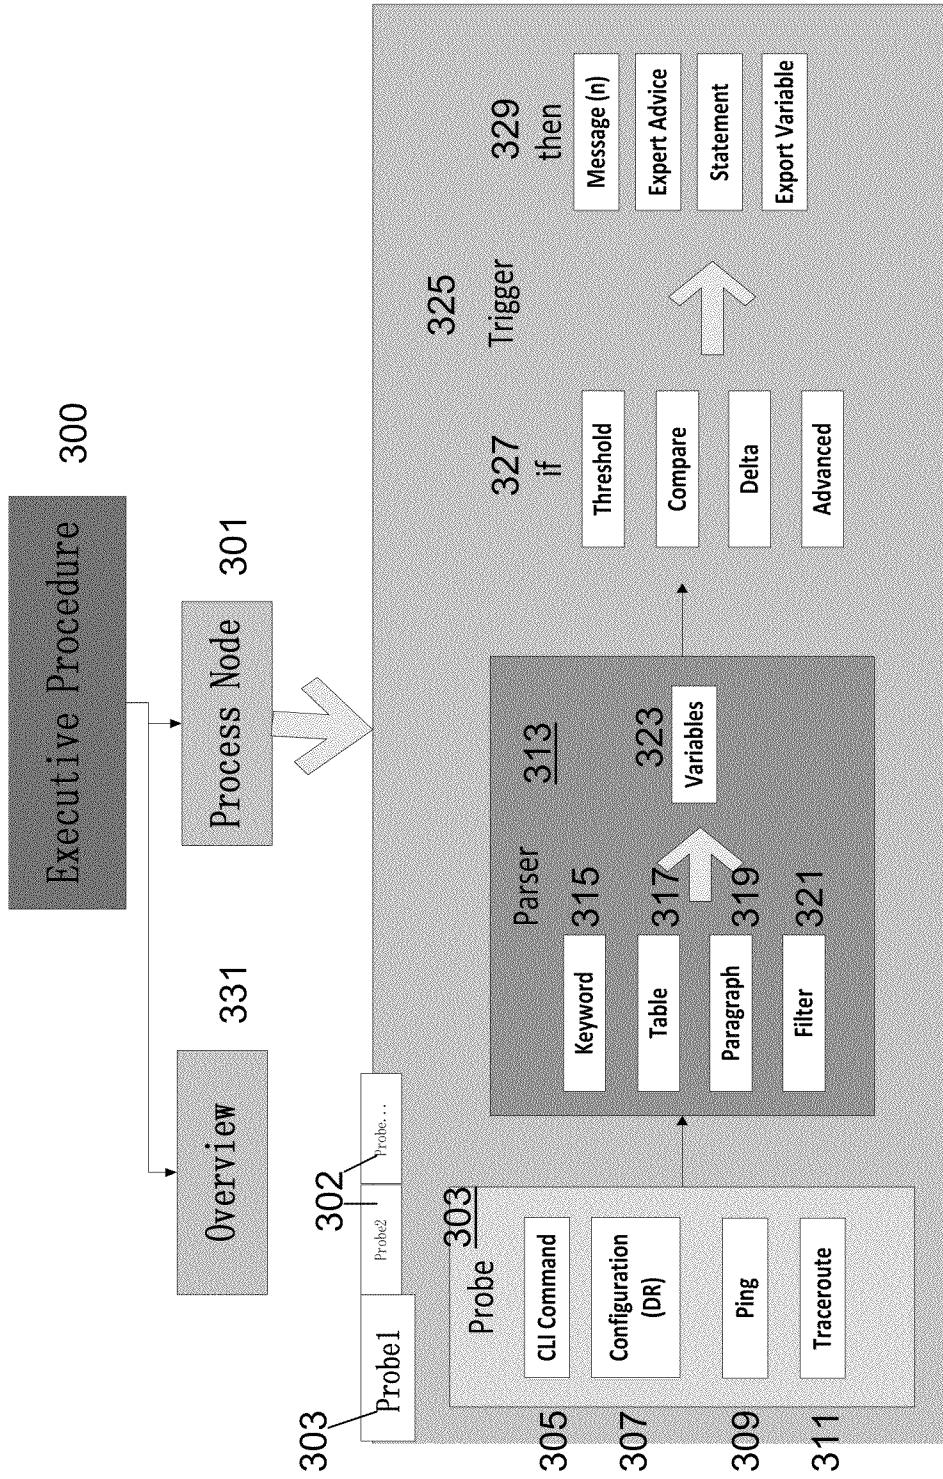 Executive Procedure
300
Overview
331
Process Node
301
303
302
Probe1
Probe2
Probe...
Probe
303
305
CLI Command
307
Configuration
(DR)
309
Ping
311
Traceroute
Parser
313
Keyword
315
Table
317
Paragraph
319
Filter
321
323
Variables
325
Trigger
327
if
Threshold
Compare
Delta
Advanced
329
then
Message (n)
Expert Advice
Statement
Export Variable